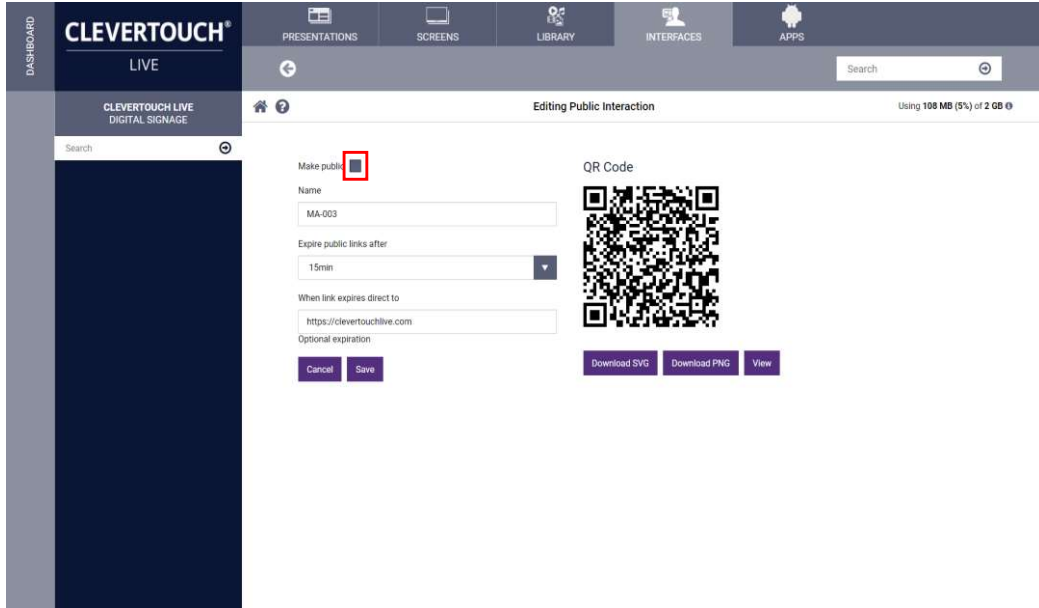 DASHBOARD
CLEVERTOUCH®
LIVE
PRESENTATIONS
SCREENS
LIBRARY
INTERFACES
APPS
Search
CLEVERTOUCH LIVE
DIGITAL SIGNAGE
Search
Editing Public Interaction
Using 108 MB (5%) of 2 GB
Make public
Name
MA-003
Expire public links after
15min
When link expires direct to
https://clevertouchlive.com
Optional expiration
Cancel
Save
QR Code
Download SVG
Download PNG
View